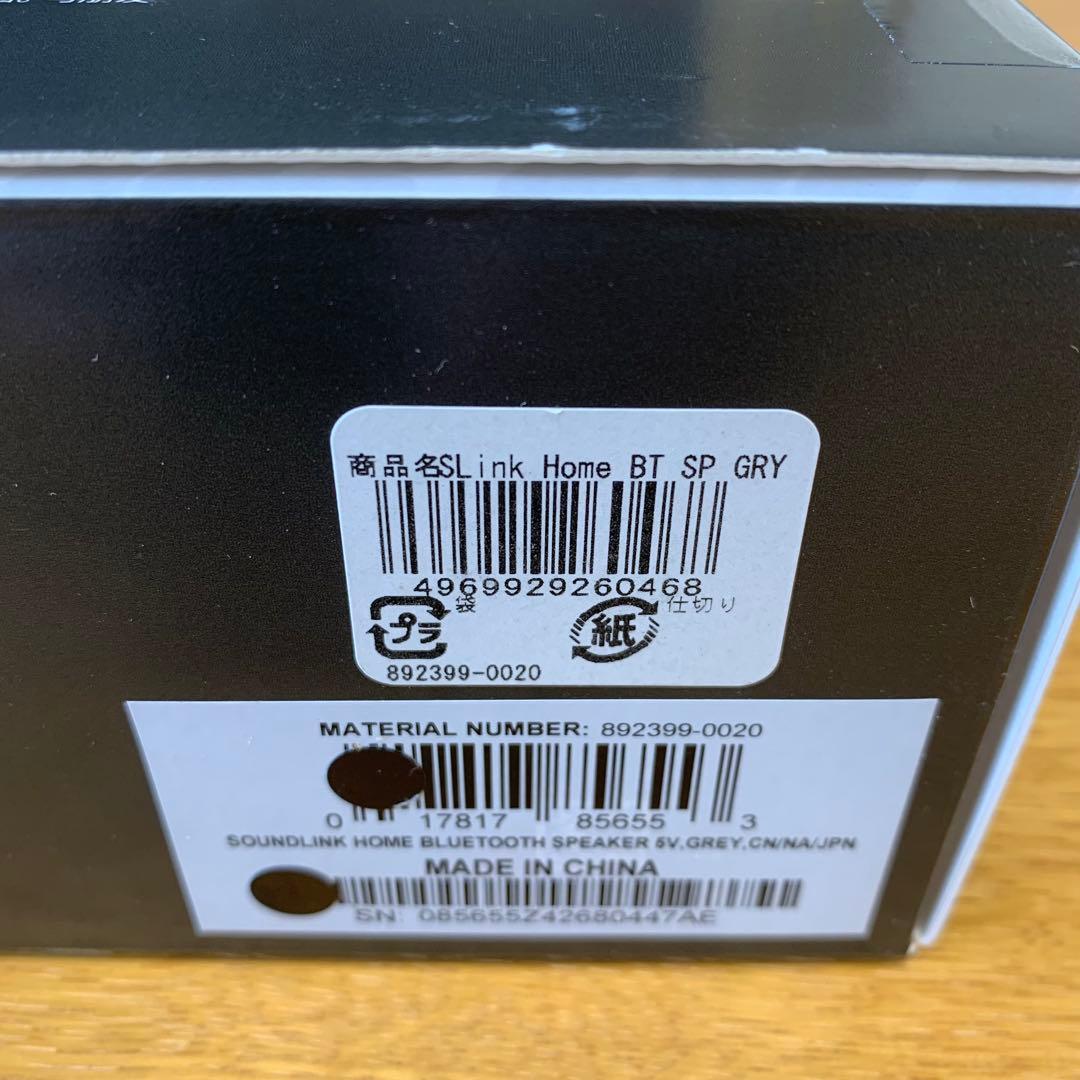 商品名SLink Home BT SP GRY
4969929260468
プラ 袋 紙 仕切り
892399-0020
MATERIAL NUMBER: 892399-0020
0 17817 85655 3
SOUNDLINK HOME BLUETOOTH SPEAKER 5V,GREY,CN/NA/JPN
MADE IN CHINA
SN: 085655Z42680447AE